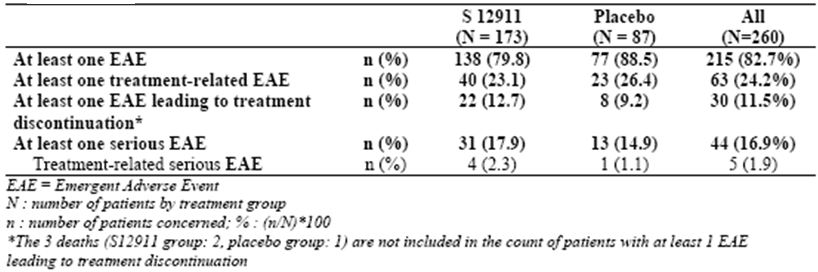 S 12911 Placebo All
(N = 173) (N = 87) (N=260)
At least one EAE n (%) 138 (79.8) 77 (88.5) 215 (82.7%)
At least one treatment-related EAE n (%) 40 (23.1) 23 (26.4) 63 (24.2%)
At least one EAE leading to treatment n (%) 22 (12.7) 8 (9.2) 30 (11.5%)
discontinuation*
At least one serious EAE n (%) 31 (17.9) 13 (14.9) 44 (16.9%)
Treatment-related serious EAE n (%) 4 (2.3) 1 (1.1) 5 (1.9)
EAE = Emergent Adverse Event
N : number of patients by treatment group
n : number of patients concerned; % : (n/N)*100
*The 3 deaths (S12911 group: 2, placebo group: 1) are not included in the count of patients with at least 1 EAE
leading to treatment discontinuation